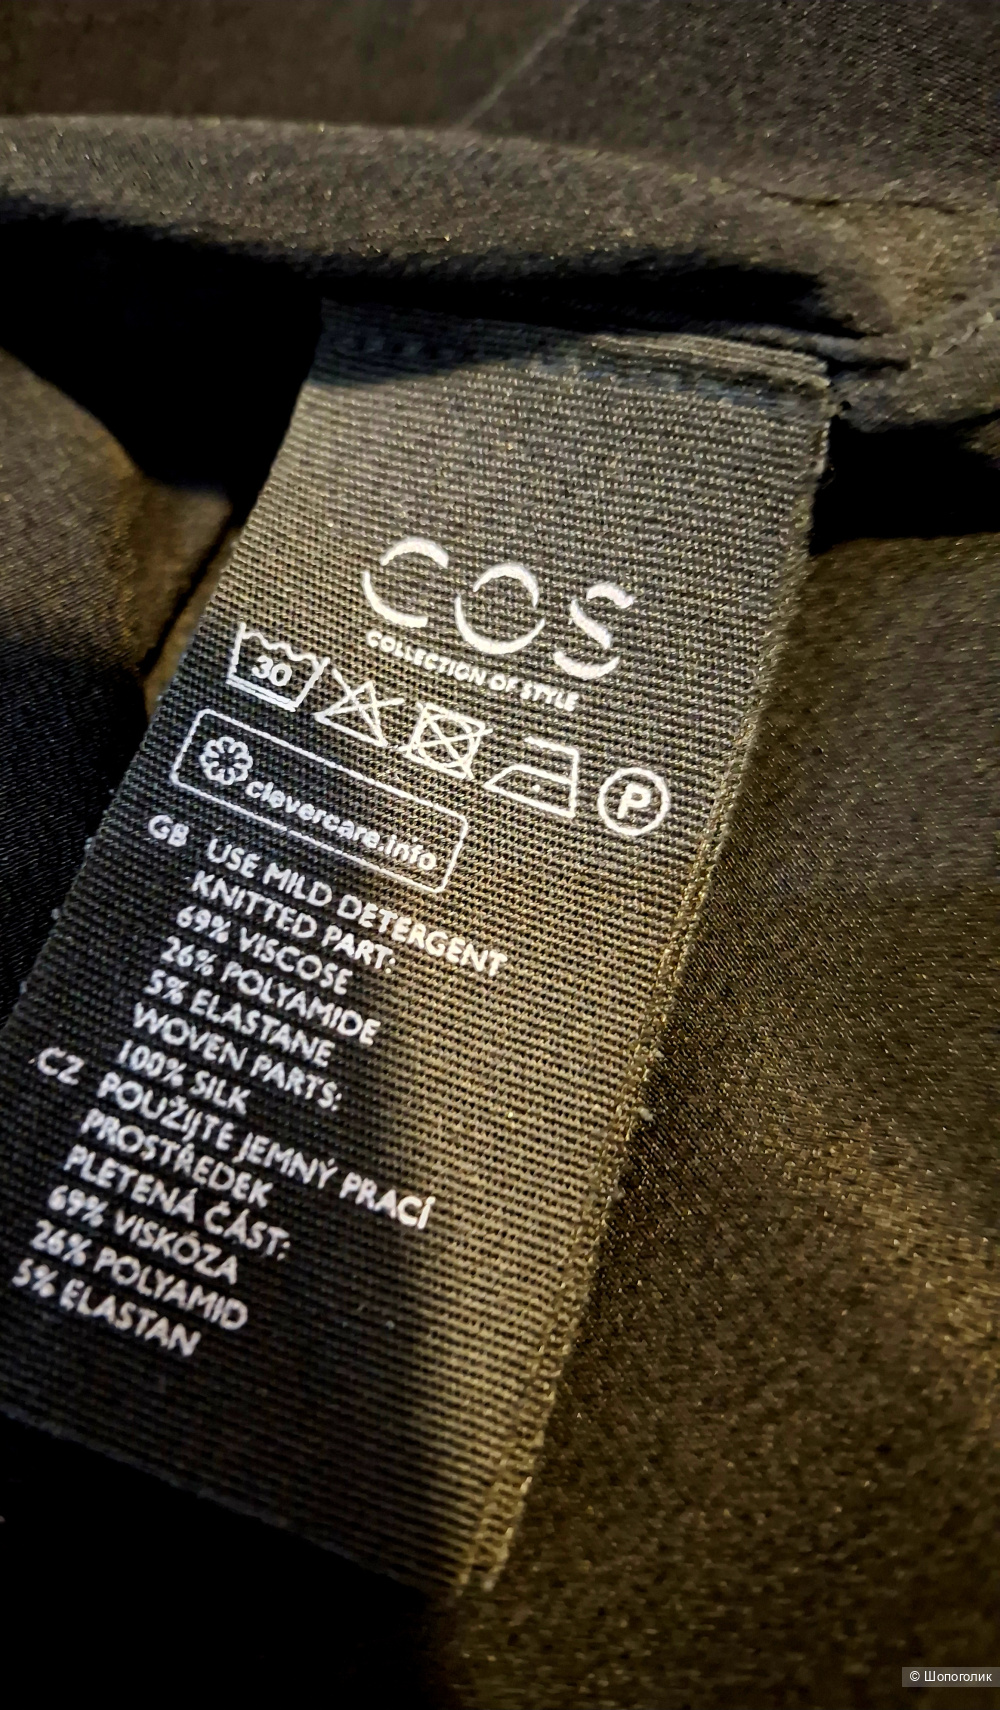 COS
COLLECTION OF STYLE
30
P
clevercare.info
GB USE MILD DETERGENT
KNITTED PART:
69% VISCOSE
26% POLYAMIDE
5% ELASTANE
WOVEN PARTS:
100% SILK
CZ POUŽIJTE JEMNÝ PRACÍ
PROSTŘEDEK
PLETENÁ ČÁST:
69% VISKÓZA
26% POLYAMID
5% ELASTAN
© Шопоголик